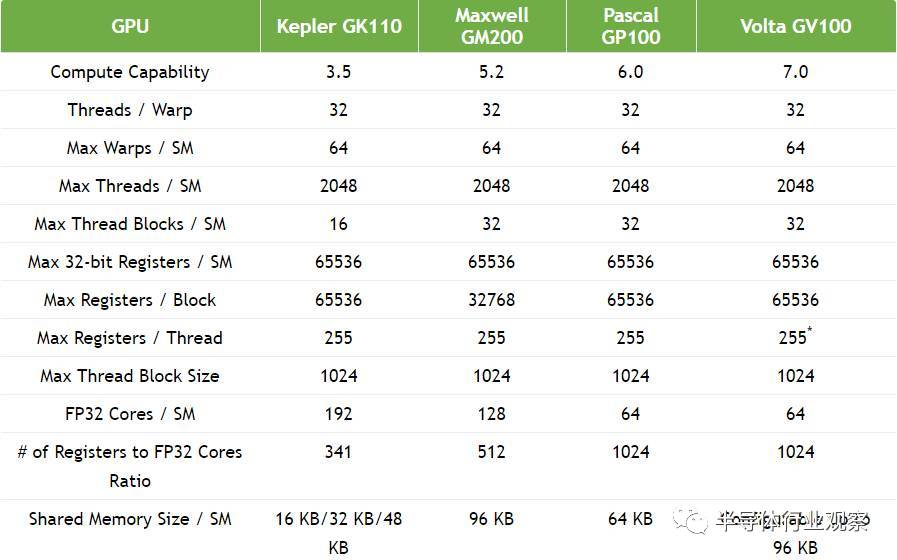 GPU Kepler GK110 Maxwell GM200 Pascal GP100 Volta GV100
Compute Capability 3.5 5.2 6.0 7.0
Threads / Warp 32 32 32 32
Max Warps / SM 64 64 64 64
Max Threads / SM 2048 2048 2048 2048
Max Thread Blocks / SM 16 32 32 32
Max 32-bit Registers / SM 65536 65536 65536 65536
Max Registers / Block 65536 32768 65536 65536
Max Registers / Thread 255 255 255 255*
Max Thread Block Size 1024 1024 1024 1024
FP32 Cores / SM 192 128 64 64
# of Registers to FP32 Cores 341 512 1024 1024
Ratio
Shared Memory Size / SM 16 KB/32 KB/48 96 KB 64 KB
KB 96 KB
半导体行业观察